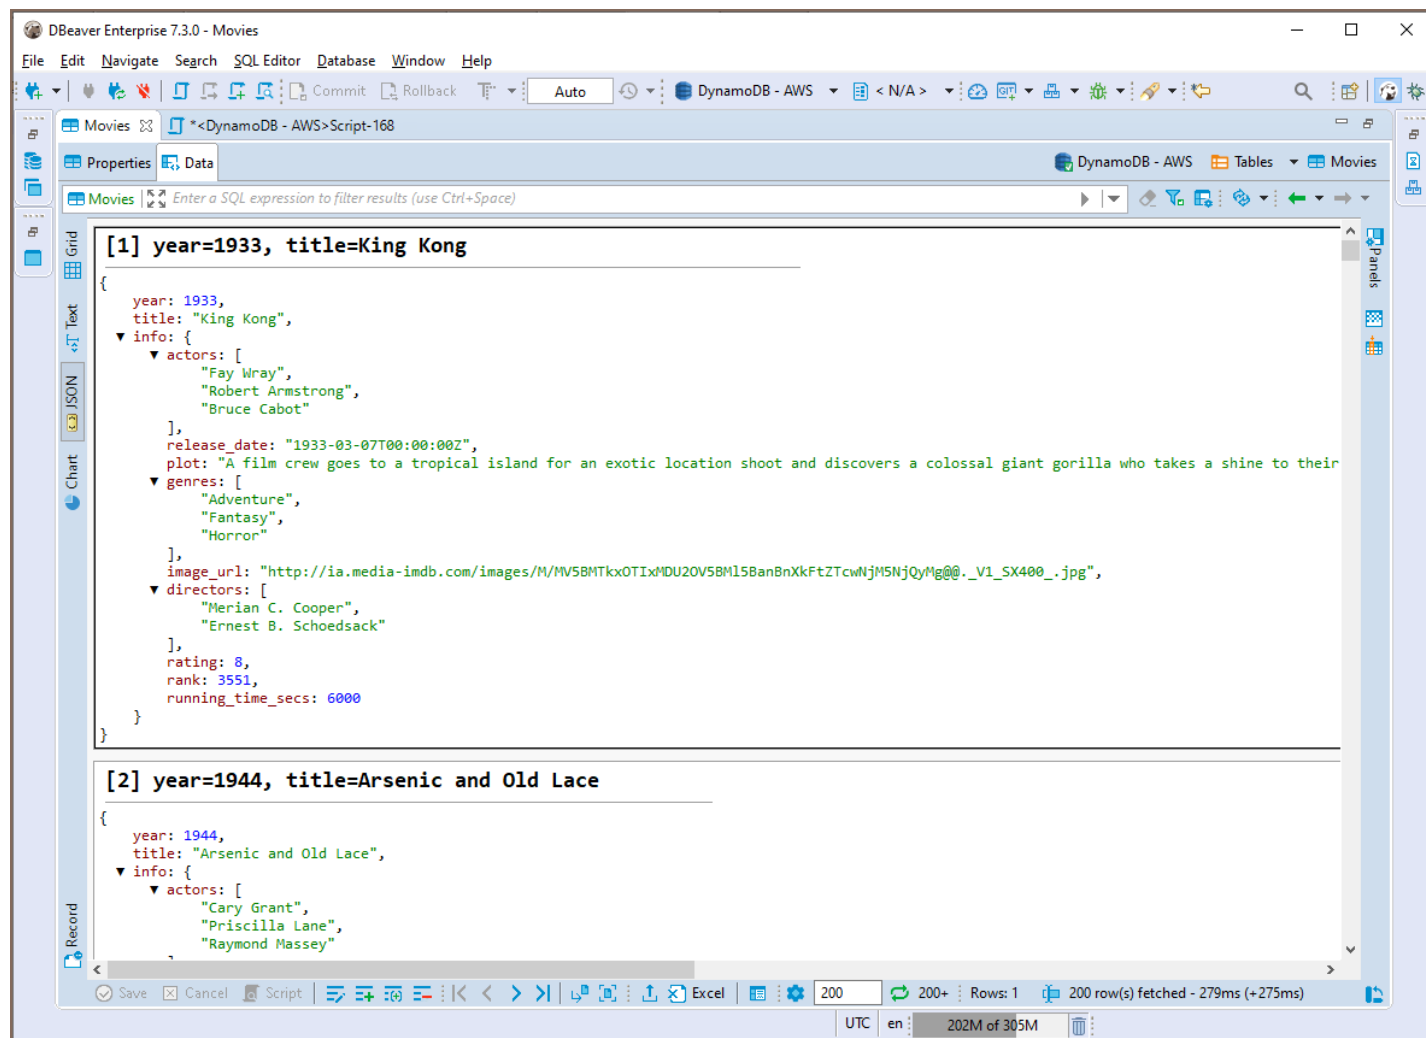 DBeaver Enterprise 7.3.0 - Movies
File Edit Navigate Search SQL Editor Database Window Help
Commit Rollback Auto DynamoDB - AWS < N/A >
Movies *<DynamoDB - AWS>Script-168
Properties Data DynamoDB - AWS Tables Movies
Movies Enter a SQL expression to filter results (use Ctrl+Space)
Grid
Text
JSON
Chart
Record
Panels
[1] year=1933, title=King Kong
{
year: 1933,
title: "King Kong",
info: {
actors: [
"Fay Wray",
"Robert Armstrong",
"Bruce Cabot"
],
release_date: "1933-03-07T00:00:00Z",
plot: "A film crew goes to a tropical island for an exotic location shoot and discovers a colossal giant gorilla who takes a shine to their
genres: [
"Adventure",
"Fantasy",
"Horror"
],
image_url: "http://ia.media-imdb.com/images/M/MV5BMTkxOTIxMDU2OV5BMl5BanBnXkFtZTcwNjM5NjQyMg@@._V1_SX400_.jpg",
directors: [
"Merian C. Cooper",
"Ernest B. Schoedsack"
],
rating: 8,
rank: 3551,
running_time_secs: 6000
}
}
[2] year=1944, title=Arsenic and Old Lace
{
year: 1944,
title: "Arsenic and Old Lace",
info: {
actors: [
"Cary Grant",
"Priscilla Lane",
"Raymond Massey"
Save Cancel Script Excel 200 200+ Rows: 1 200 row(s) fetched - 279ms (+275ms)
UTC en 202M of 305M